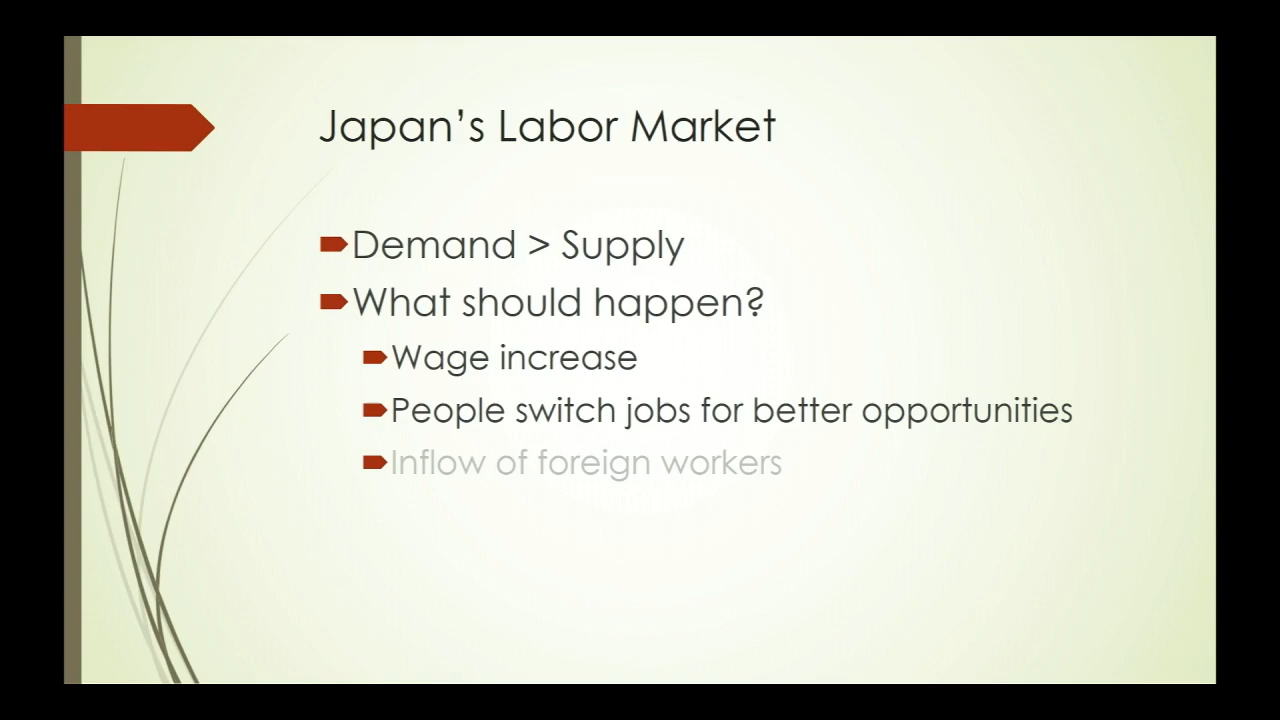 Japan's Labor Market
Demand > Supply
What should happen?
Wage increase
People switch jobs for better opportunities
Inflow of foreign workers